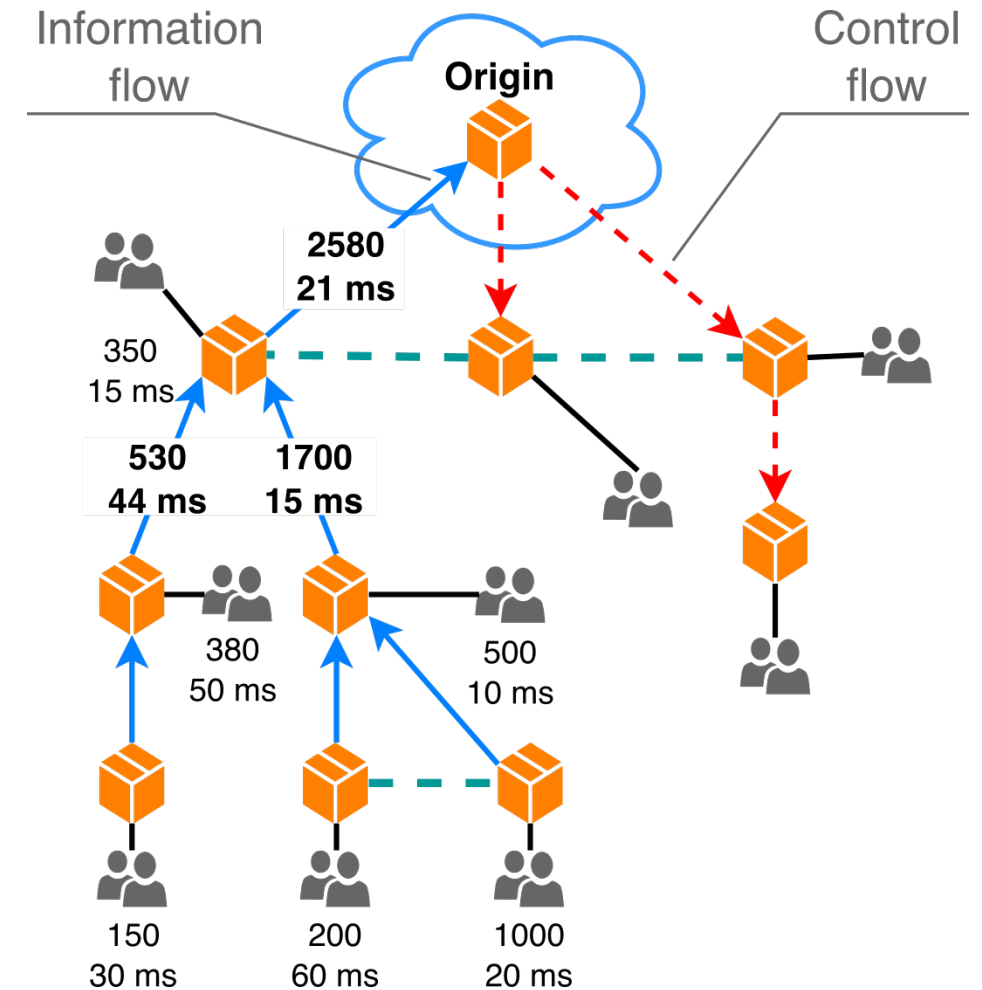 Information
flow
Control
flow
Origin
2580
21 ms
350
15 ms
530
44 ms
1700
15 ms
380
50 ms
500
10 ms
150
30 ms
200
60 ms
1000
20 ms